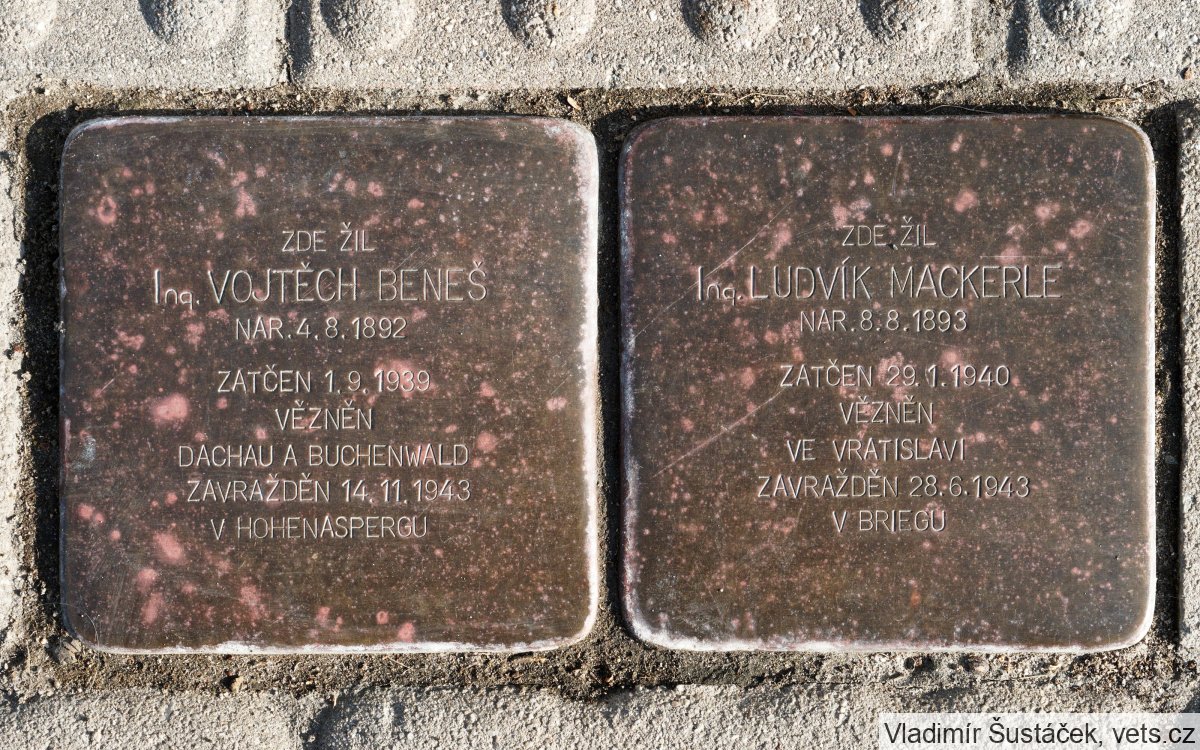 ZDE ŽIL
Ing. VOJTĚCH BENEŠ
NAR. 4. 8. 1892
ZATČEN 1. 9. 1939
VĚZNĚN
DACHAU A BUCHENWALD
ZAVRAŽDĚN 14. 11. 1943
V HOHENASPERGU
ZDE ŽIL
Ing. LUDVÍK MACKERLE
NAR. 8. 8. 1893
ZATČEN 29. 1. 1940
VĚZNĚN
VE VRATISLAVI
ZAVRAŽDĚN 28. 6. 1943
V BRIEGU
Vladimír Šustáček, vets.cz